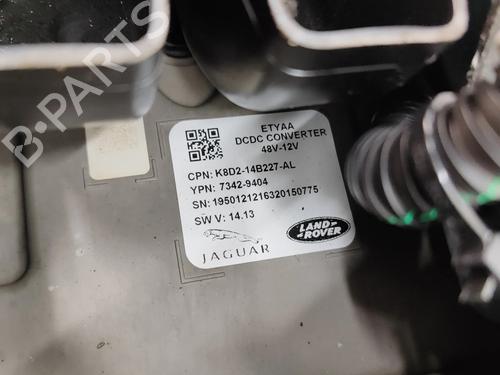 ETYAA
DCDC CONVERTER
48V-12V
CPN: K8D2-14B227-AL
YPN: 7342-9404
SN: 1950121216320150775
SW V: 14.13
JAGUAR
LAND-
ROVER
B-PARTS